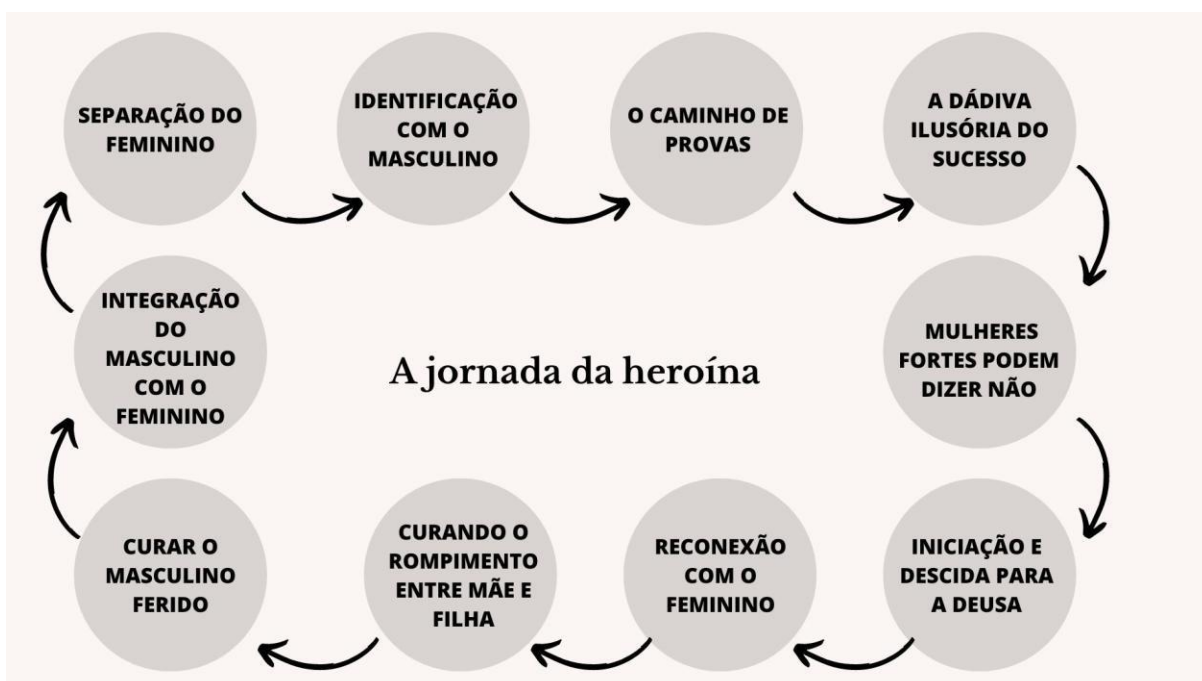 SEPARAÇÃO DO
FEMININO
IDENTIFICAÇÃO
COM O
MASCULINO
O CAMINHO DE
PROVAS
A DÁDIVA
ILUSÓRIA DO
SUCESSO
MULHERES
FORTES PODEM
DIZER NÃO
INICIAÇÃO E
DESCIDA PARA
A DEUSA
RECONEXÃO
COM O
FEMININO
CURANDO O
ROMPIMENTO
ENTRE MÃE E
FILHA
CURAR O
MASCULINO
FERIDO
INTEGRAÇÃO
DO
MASCULINO
COM O
FEMININO
A jornada da heroína